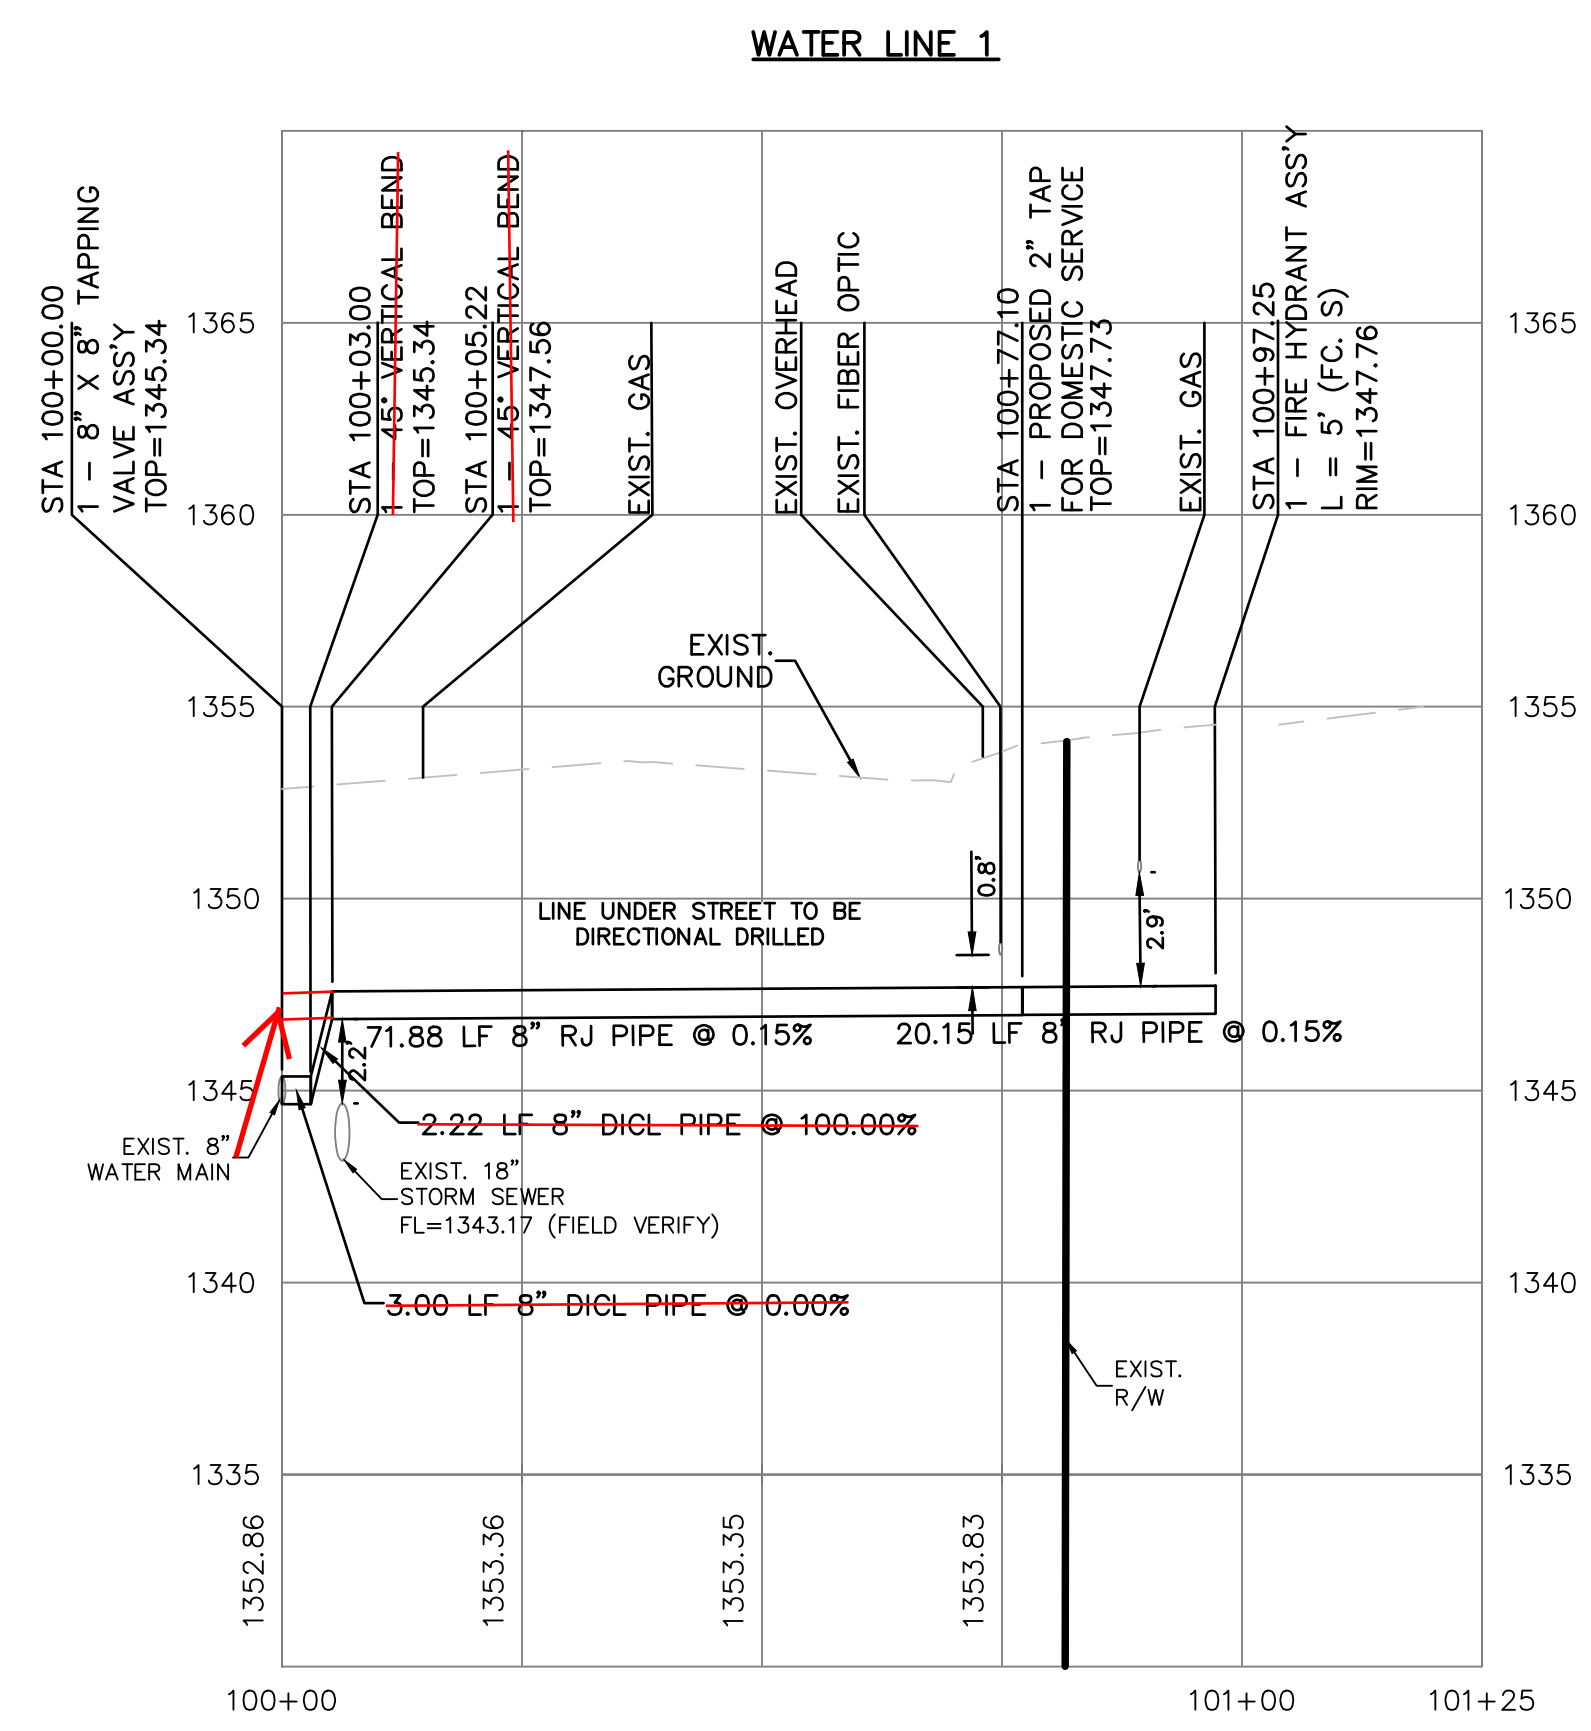 WATER LINE 1
STA 100+00.00
1 - 8" X 8" TAPPING
VALVE ASS'Y
TOP=1345.34
STA 100+03.00
1 - 45° VERTICAL BEND
TOP=1345.34
STA 100+05.22
1 - 45° VERTICAL BEND
TOP=1347.56
EXIST. GAS
EXIST. OVERHEAD
EXIST. FIBER OPTIC
STA 100+77.10
1 - PROPOSED 2" TAP
FOR DOMESTIC SERVICE
TOP=1347.73
EXIST. GAS
STA 100+97.25
1 - FIRE HYDRANT ASS'Y
L = 5' (FC. S)
RIM=1347.76
1365
1365
1360
1360
EXIST.
GROUND
1355
1355
0.8'
1350
1350
LINE UNDER STREET TO BE
DIRECTIONAL DRILLED
2.9'
71.88 LF 8" RJ PIPE @ 0.15%
20.15 LF 8" RJ PIPE @ 0.15%
2.2'
1345
1345
2.22 LF 8" DICL PIPE @ 100.00%
EXIST. 8"
WATER MAIN
EXIST. 18"
STORM SEWER
FL=1343.17 (FIELD VERIFY)
1340
1340
3.00 LF 8" DICL PIPE @ 0.00%
EXIST.
R/W
1335
1335
1352.86
1353.36
1353.35
1353.83
100+00
101+00
101+25